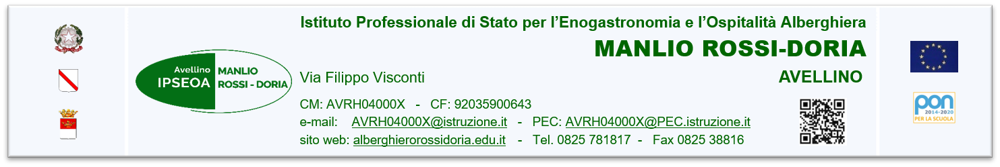 Istituto Professionale di Stato per l'Enogastronomia e l'Ospitalità Alberghiera
MANLIO ROSSI-DORIA
Avellino
IPSEOA
MANLIO
ROSSI - DORIA
Via Filippo Visconti
AVELLINO
CM: AVRH04000X - CF: 92035900643
e-mail: AVRH04000X@istruzione.it - PEC: AVRH04000X@PEC.istruzione.it
sito web: alberghierorossidoria.edu.it - Tel. 0825 781817 - Fax 0825 38816
pon
2014-2020
PER LA SCUOLA